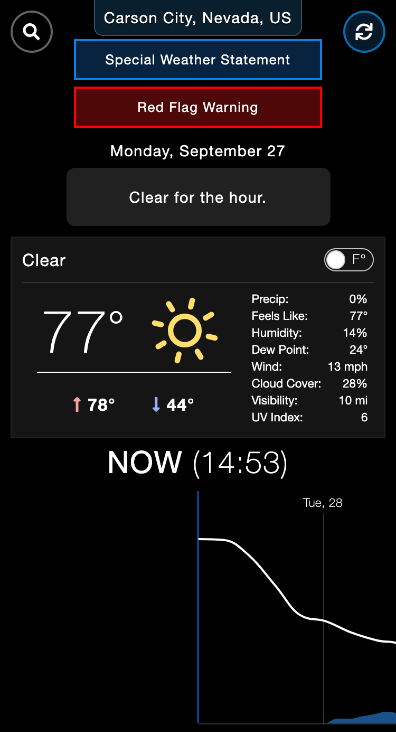 Carson City, Nevada, US
Special Weather Statement
Red Flag Warning
Monday, September 27
Clear for the hour.
Clear
F°
77°
↑ 78° ↓ 44°
Precip: 0%
Feels Like: 77°
Humidity: 14%
Dew Point: 24°
Wind: 13 mph
Cloud Cover: 28%
Visibility: 10 mi
UV Index: 6
NOW (14:53)
Tue, 28